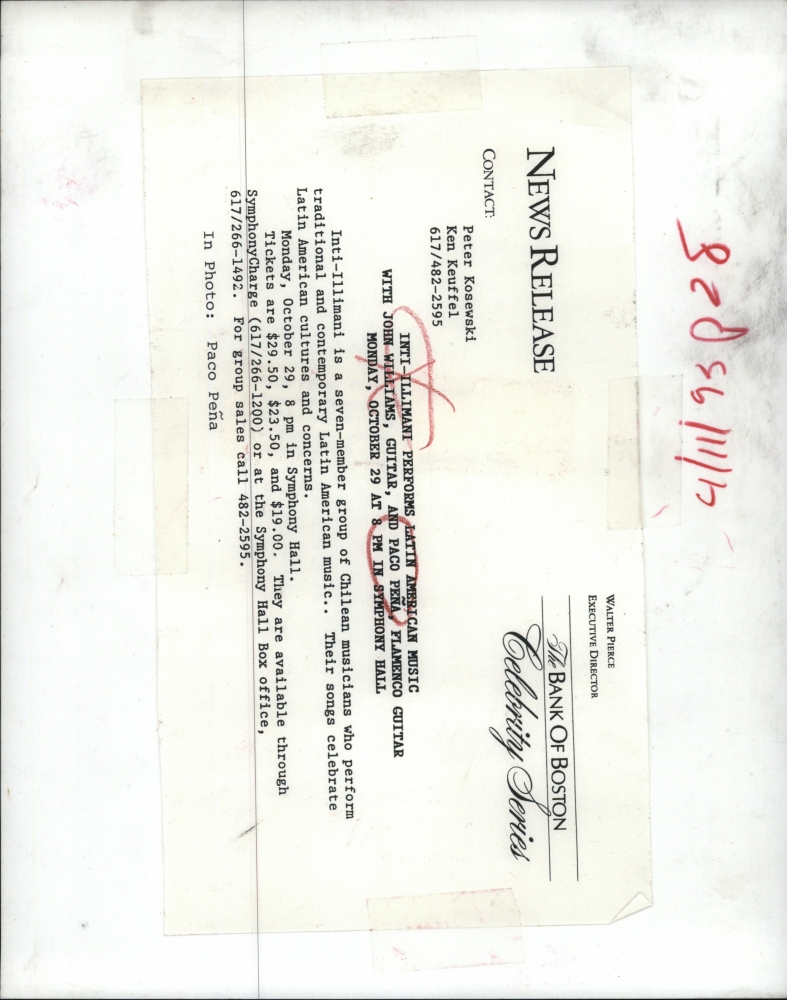 4/11/93 p28
WALTER PIERCE
EXECUTIVE DIRECTOR
The BANK OF BOSTON
Celebrity Series
NEWS RELEASE
CONTACT:
Peter Kosewski
Ken Keuffel
617/482-2595
INTI-ILLIMANI PERFORMS LATIN AMERICAN MUSIC
WITH JOHN WILLIAMS, GUITAR, AND PACO PEÑA, FLAMENCO GUITAR
MONDAY, OCTOBER 29 AT 8 PM IN SYMPHONY HALL
Inti-Illimani is a seven-member group of Chilean musicians who perform
traditional and contemporary Latin American music.. Their songs celebrate
Latin American cultures and concerns.
Monday, October 29, 8 pm in Symphony Hall.
Tickets are $29.50, $23.50, and $19.00. They are available through
SymphonyCharge (617/266-1200) or at the Symphony Hall Box office,
617/266-1492. For group sales call 482-2595.
In Photo: Paco Peña